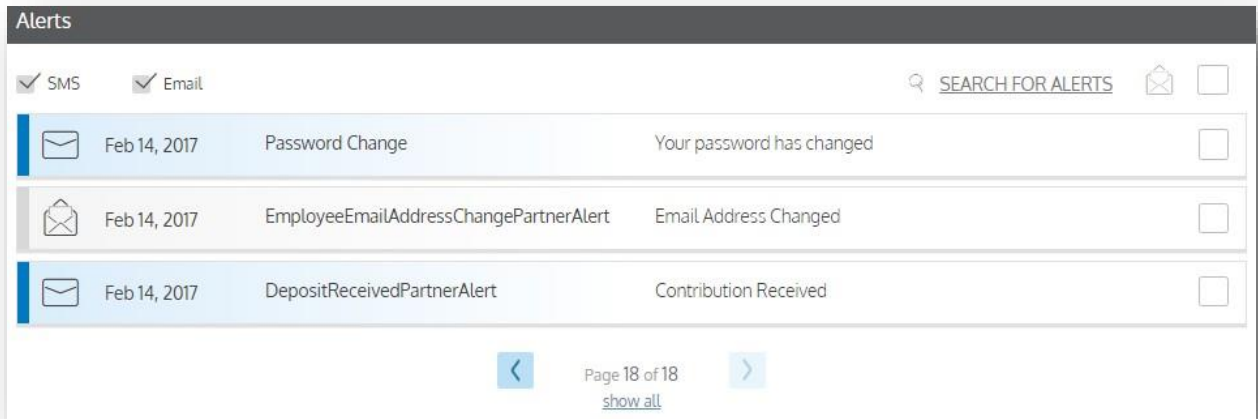 Alerts
SMS Email SEARCH FOR ALERTS
Feb 14, 2017 Password Change Your password has changed
Feb 14, 2017 EmployeeEmailAddressChangePartnerAlert Email Address Changed
Feb 14, 2017 DepositReceivedPartnerAlert Contribution Received
Page 18 of 18
show all